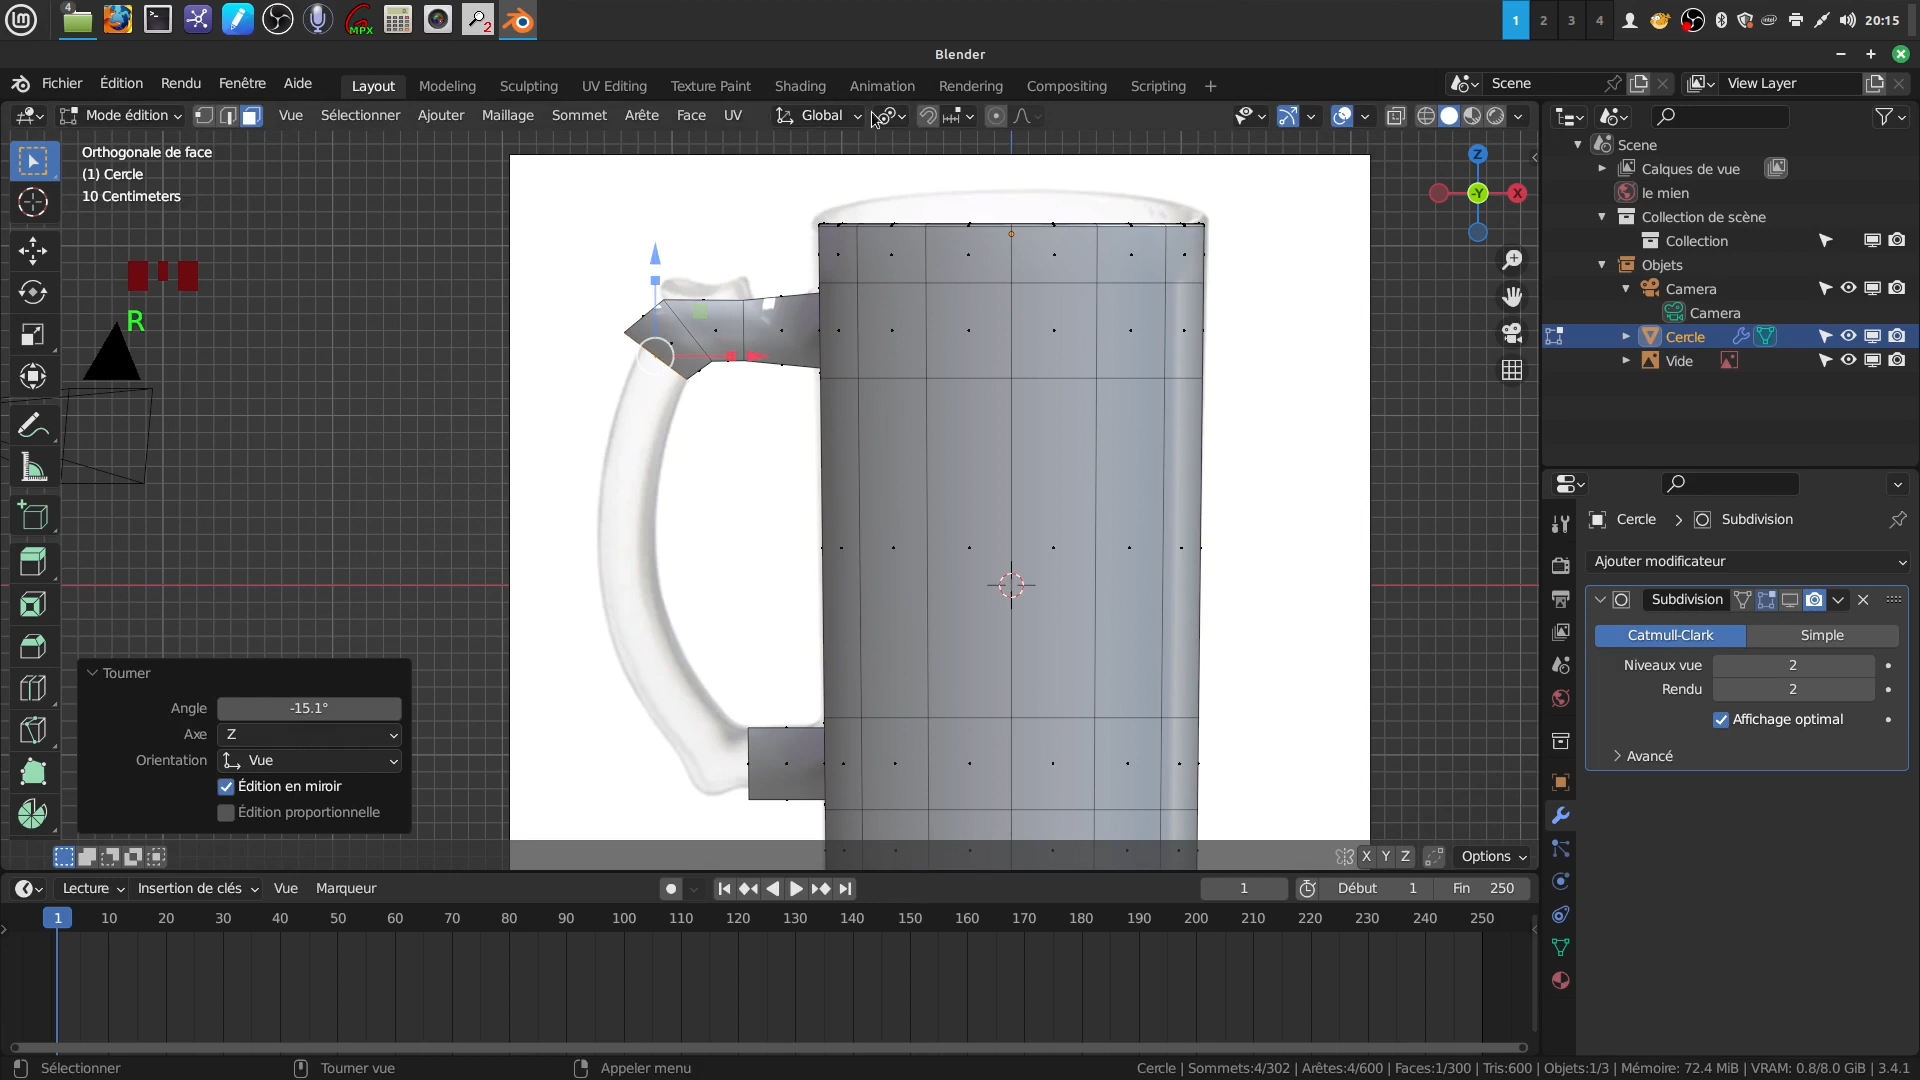 4
MPX
2
1 2 3 4
20:15
Blender
Fichier Édition Rendu Fenêtre Aide
Layout Modeling Sculpting UV Editing Texture Paint Shading Animation Rendering Compositing Scripting +
Scene
View Layer
Mode édition
Vue Sélectionner Ajouter Maillage Sommet Arête Face UV
Global
Orthogonale de face
(1) Cercle
10 Centimeters
R
Z
-Y
X
Scene
Calques de vue
le mien
Collection de scène
Collection
Objets
Camera
Camera
Cercle
Vide
Cercle > Subdivision
Ajouter modificateur
Subdivision
Catmull-Clark Simple
Niveaux vue 2
Rendu 2
Affichage optimal
Avancé
Tourner
Angle -15.1°
Axe Z
Orientation Vue
Édition en miroir
Édition proportionnelle
X Y Z
Options
Lecture Insertion de clés Vue Marqueur
1
Début 1
Fin 250
1 10 20 30 40 50 60 70 80 90 100 110 120 130 140 150 160 170 180 190 200 210 220 230 240 250
Sélectionner
Tourner vue
Appeler menu
Cercle | Sommets:4/302 | Arêtes:4/600 | Faces:1/300 | Tris:600 | Objets:1/3 | Mémoire: 72.4 MiB | VRAM: 0.8/8.0 GiB | 3.4.1